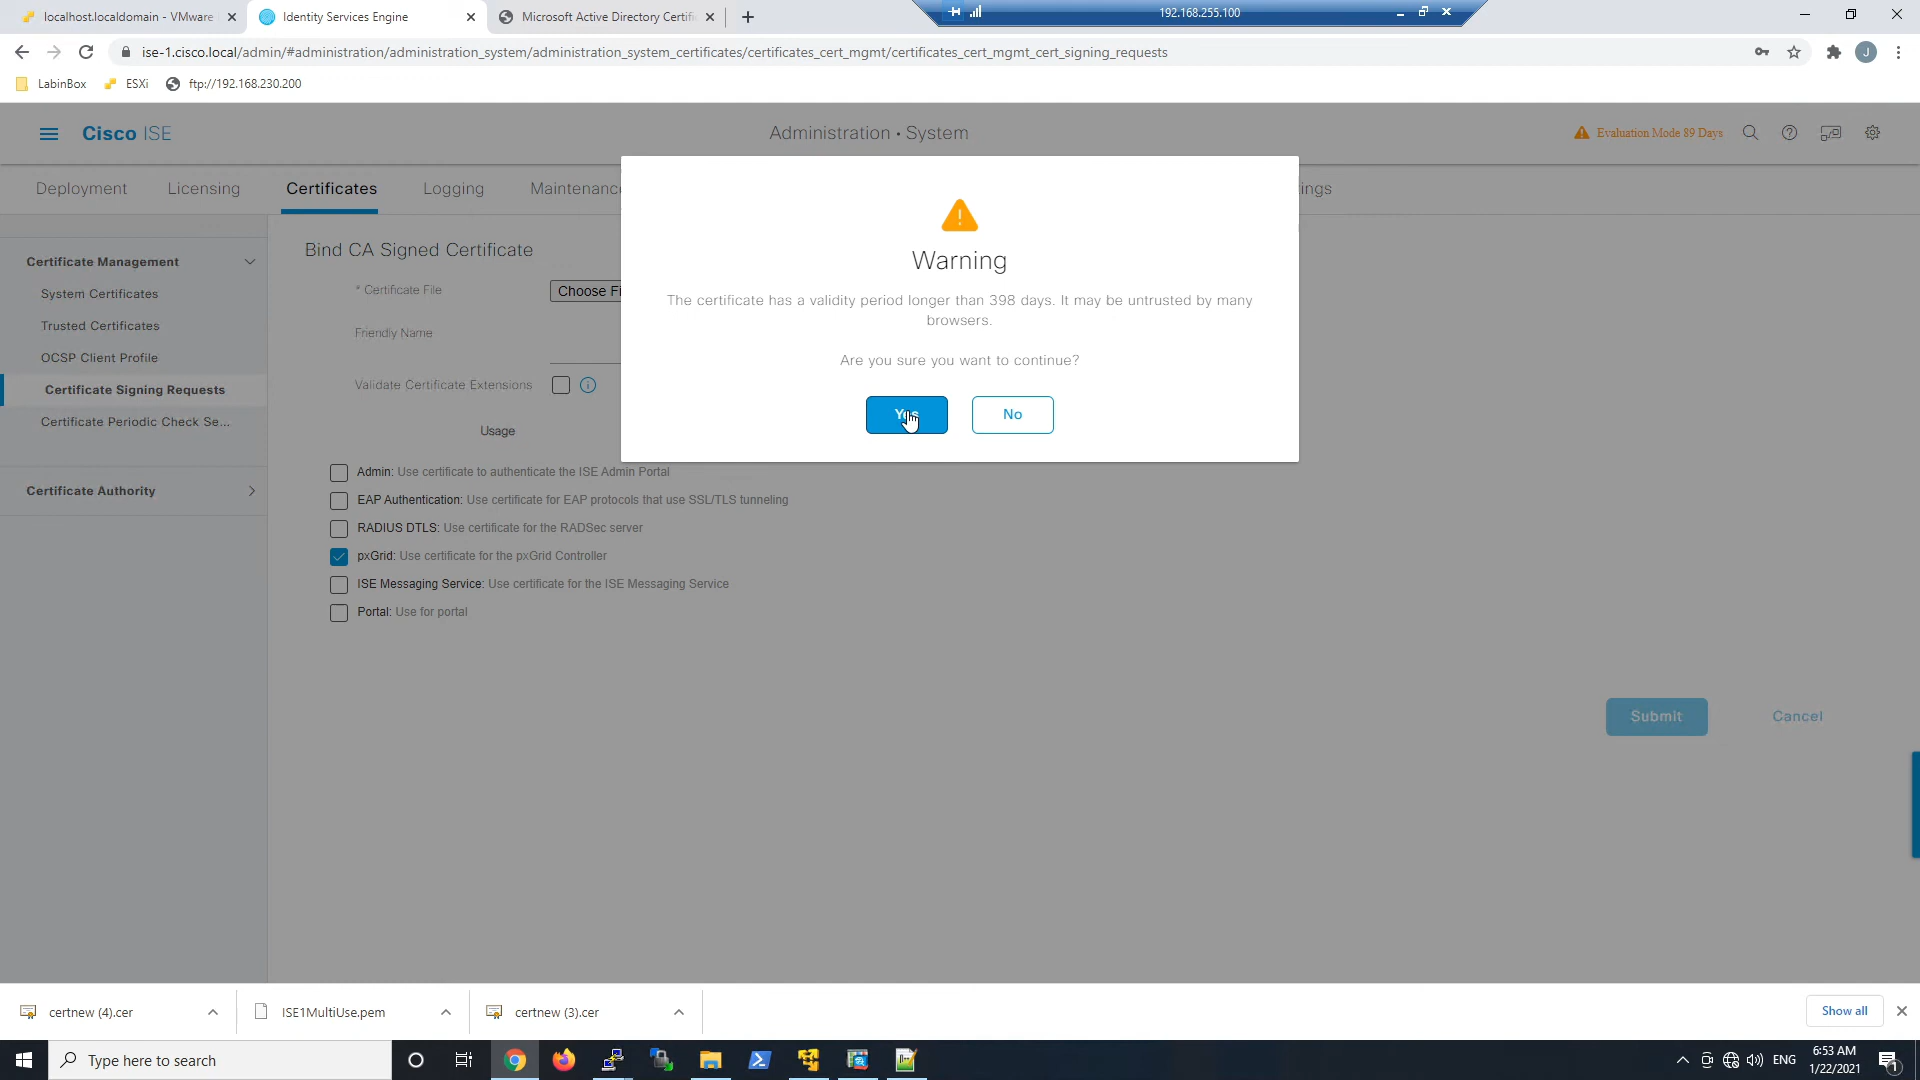 localhost.localdomain - VMware
Identity Services Engine
Microsoft Active Directory Certifi
192.168.255.100
ise-1.cisco.local/admin/#administration/administration_system/administration_system_certificates/certificates_cert_mgmt/certificates_cert_mgmt_cert_signing_requests
J
LabinBox
ESXi
ftp://192.168.230.200
Cisco ISE
Administration • System
Evaluation Mode 89 Days
Deployment
Licensing
Certificates
Logging
Maintenance
ings
Certificate Management
System Certificates
Trusted Certificates
OCSP Client Profile
Certificate Signing Requests
Certificate Periodic Check Se...
Certificate Authority
Bind CA Signed Certificate
* Certificate File
Choose Fi
Friendly Name
Validate Certificate Extensions
Usage
Admin: Use certificate to authenticate the ISE Admin Portal
EAP Authentication: Use certificate for EAP protocols that use SSL/TLS tunneling
RADIUS DTLS: Use certificate for the RADSec server
pxGrid: Use certificate for the pxGrid Controller
ISE Messaging Service: Use certificate for the ISE Messaging Service
Portal: Use for portal
Warning
The certificate has a validity period longer than 398 days. It may be untrusted by many
browsers.
Are you sure you want to continue?
Yes
No
Submit
Cancel
certnew (4).cer
ISE1MultiUse.pem
certnew (3).cer
Show all
Type here to search
ENG
6:53 AM
1/22/2021
1